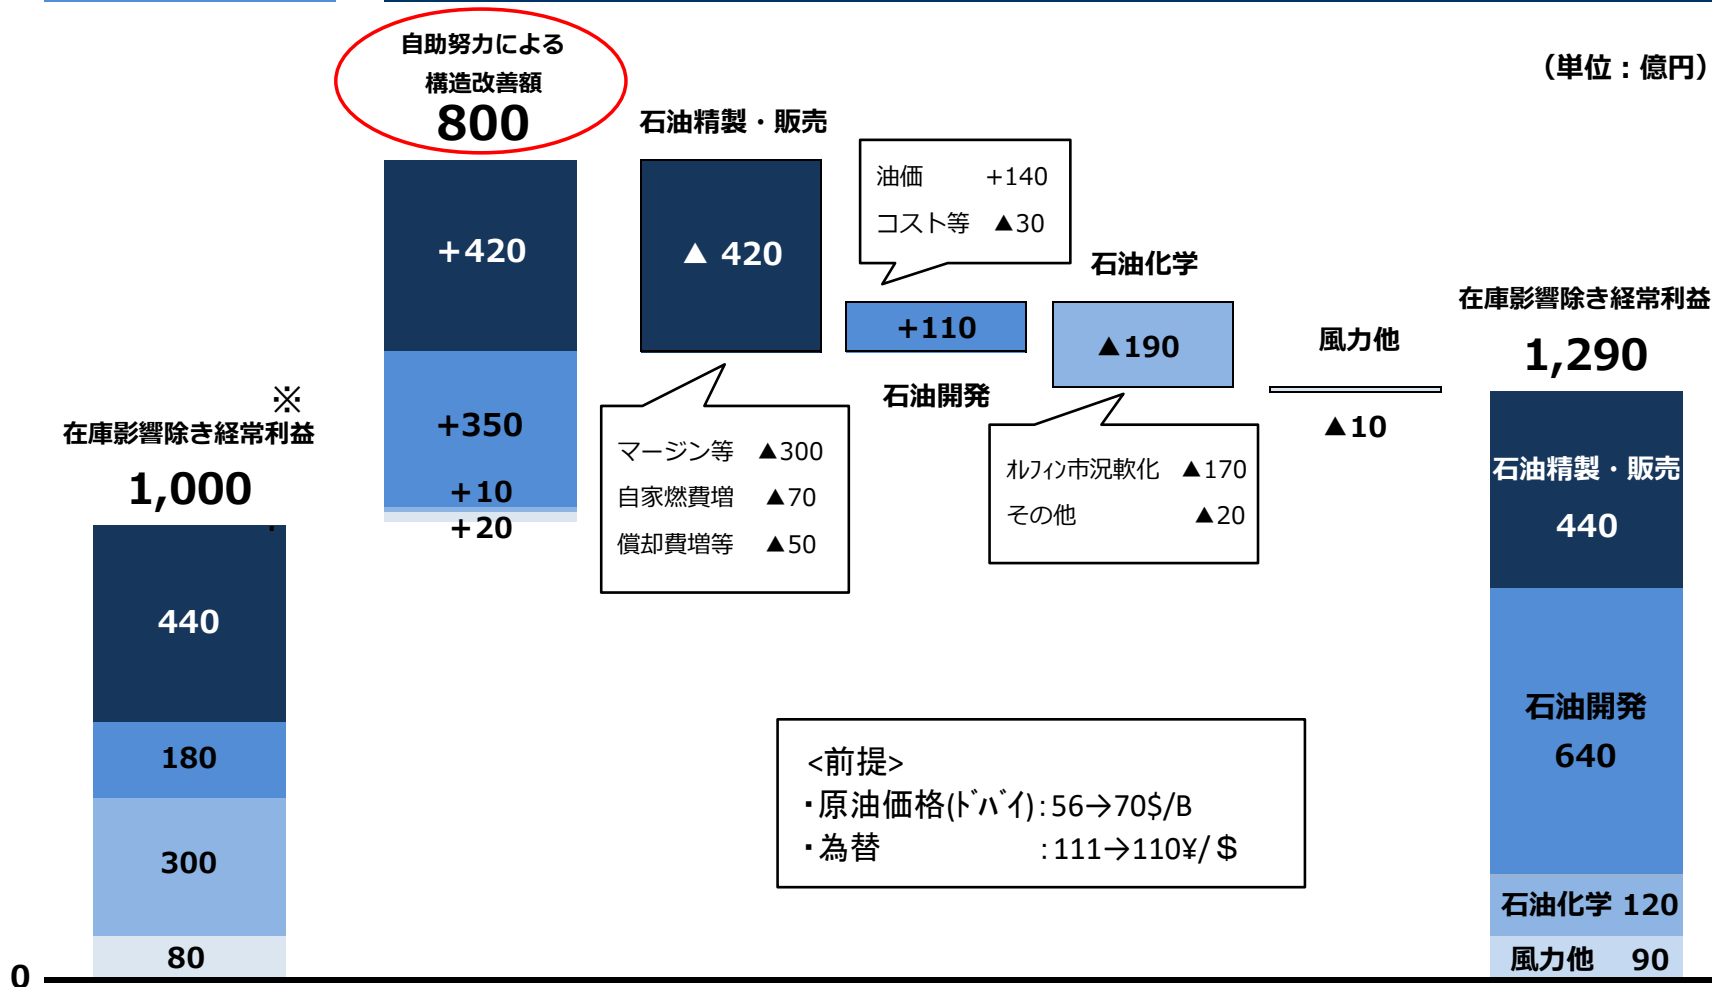 自助努力による
構造改善額
800
（単位：億円）
石油精製・販売
油価 +140
コスト等 ▲30
+420
▲ 420
石油化学
+110
▲190
石油開発
風力他
▲10
在庫影響除き経常利益
1,290
※
在庫影響除き経常利益
1,000
+350
+10
+20
マージン等 ▲300
自家燃費増 ▲70
償却費増等 ▲50
ｵﾚﾌｨﾝ市況軟化 ▲170
その他 ▲20
石油精製・販売
440
440
180
300
80
<前提>
・原油価格(ﾄﾞﾊﾞｲ)：56→70$/B
・為替 ：111→110¥/＄
石油開発
640
石油化学 120
風力他 90
0